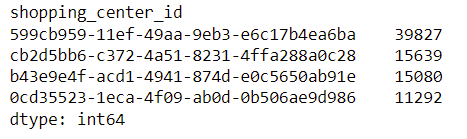 shopping_center_id
599cb959-11ef-49aa-9eb3-e6c17b4ea6ba    39827
cb2d5bb6-c372-4a51-8231-4ffa288a0c28    15639
b43e9e4f-acd1-4941-874d-e0c5650ab91e    15080
0cd35523-1eca-4f09-ab0d-0b506ae9d986    11292
dtype: int64